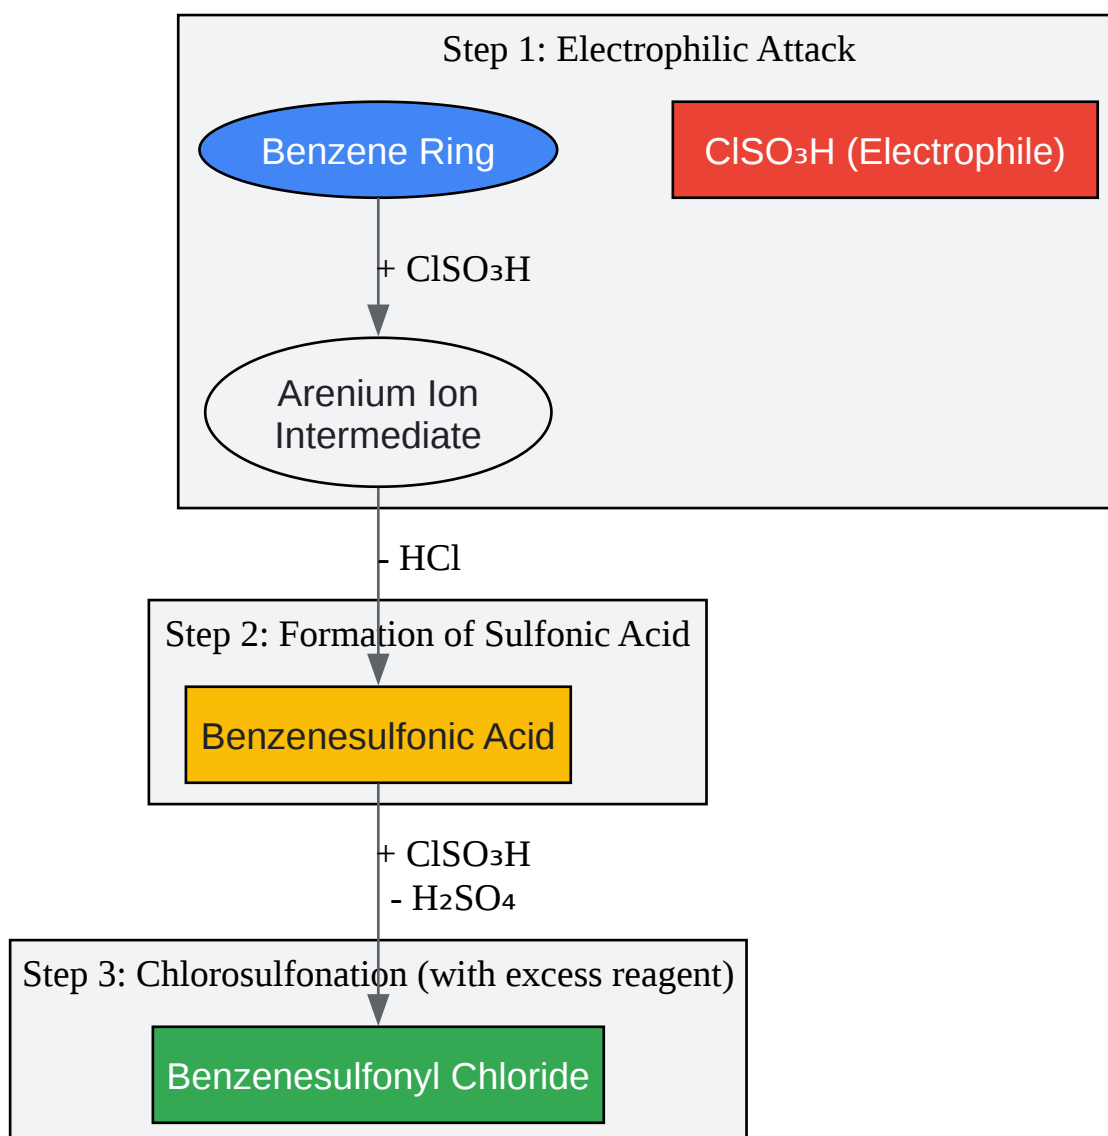 Step 1: Electrophilic Attack
Benzene Ring
ClSO₃H (Electrophile)
+ ClSO₃H
Arenium Ion
Intermediate
- HCl
Step 2: Formation of Sulfonic Acid
Benzenesulfonic Acid
+ ClSO₃H
- H₂SO₄
Step 3: Chlorosulfonation (with excess reagent)
Benzenesulfonyl Chloride